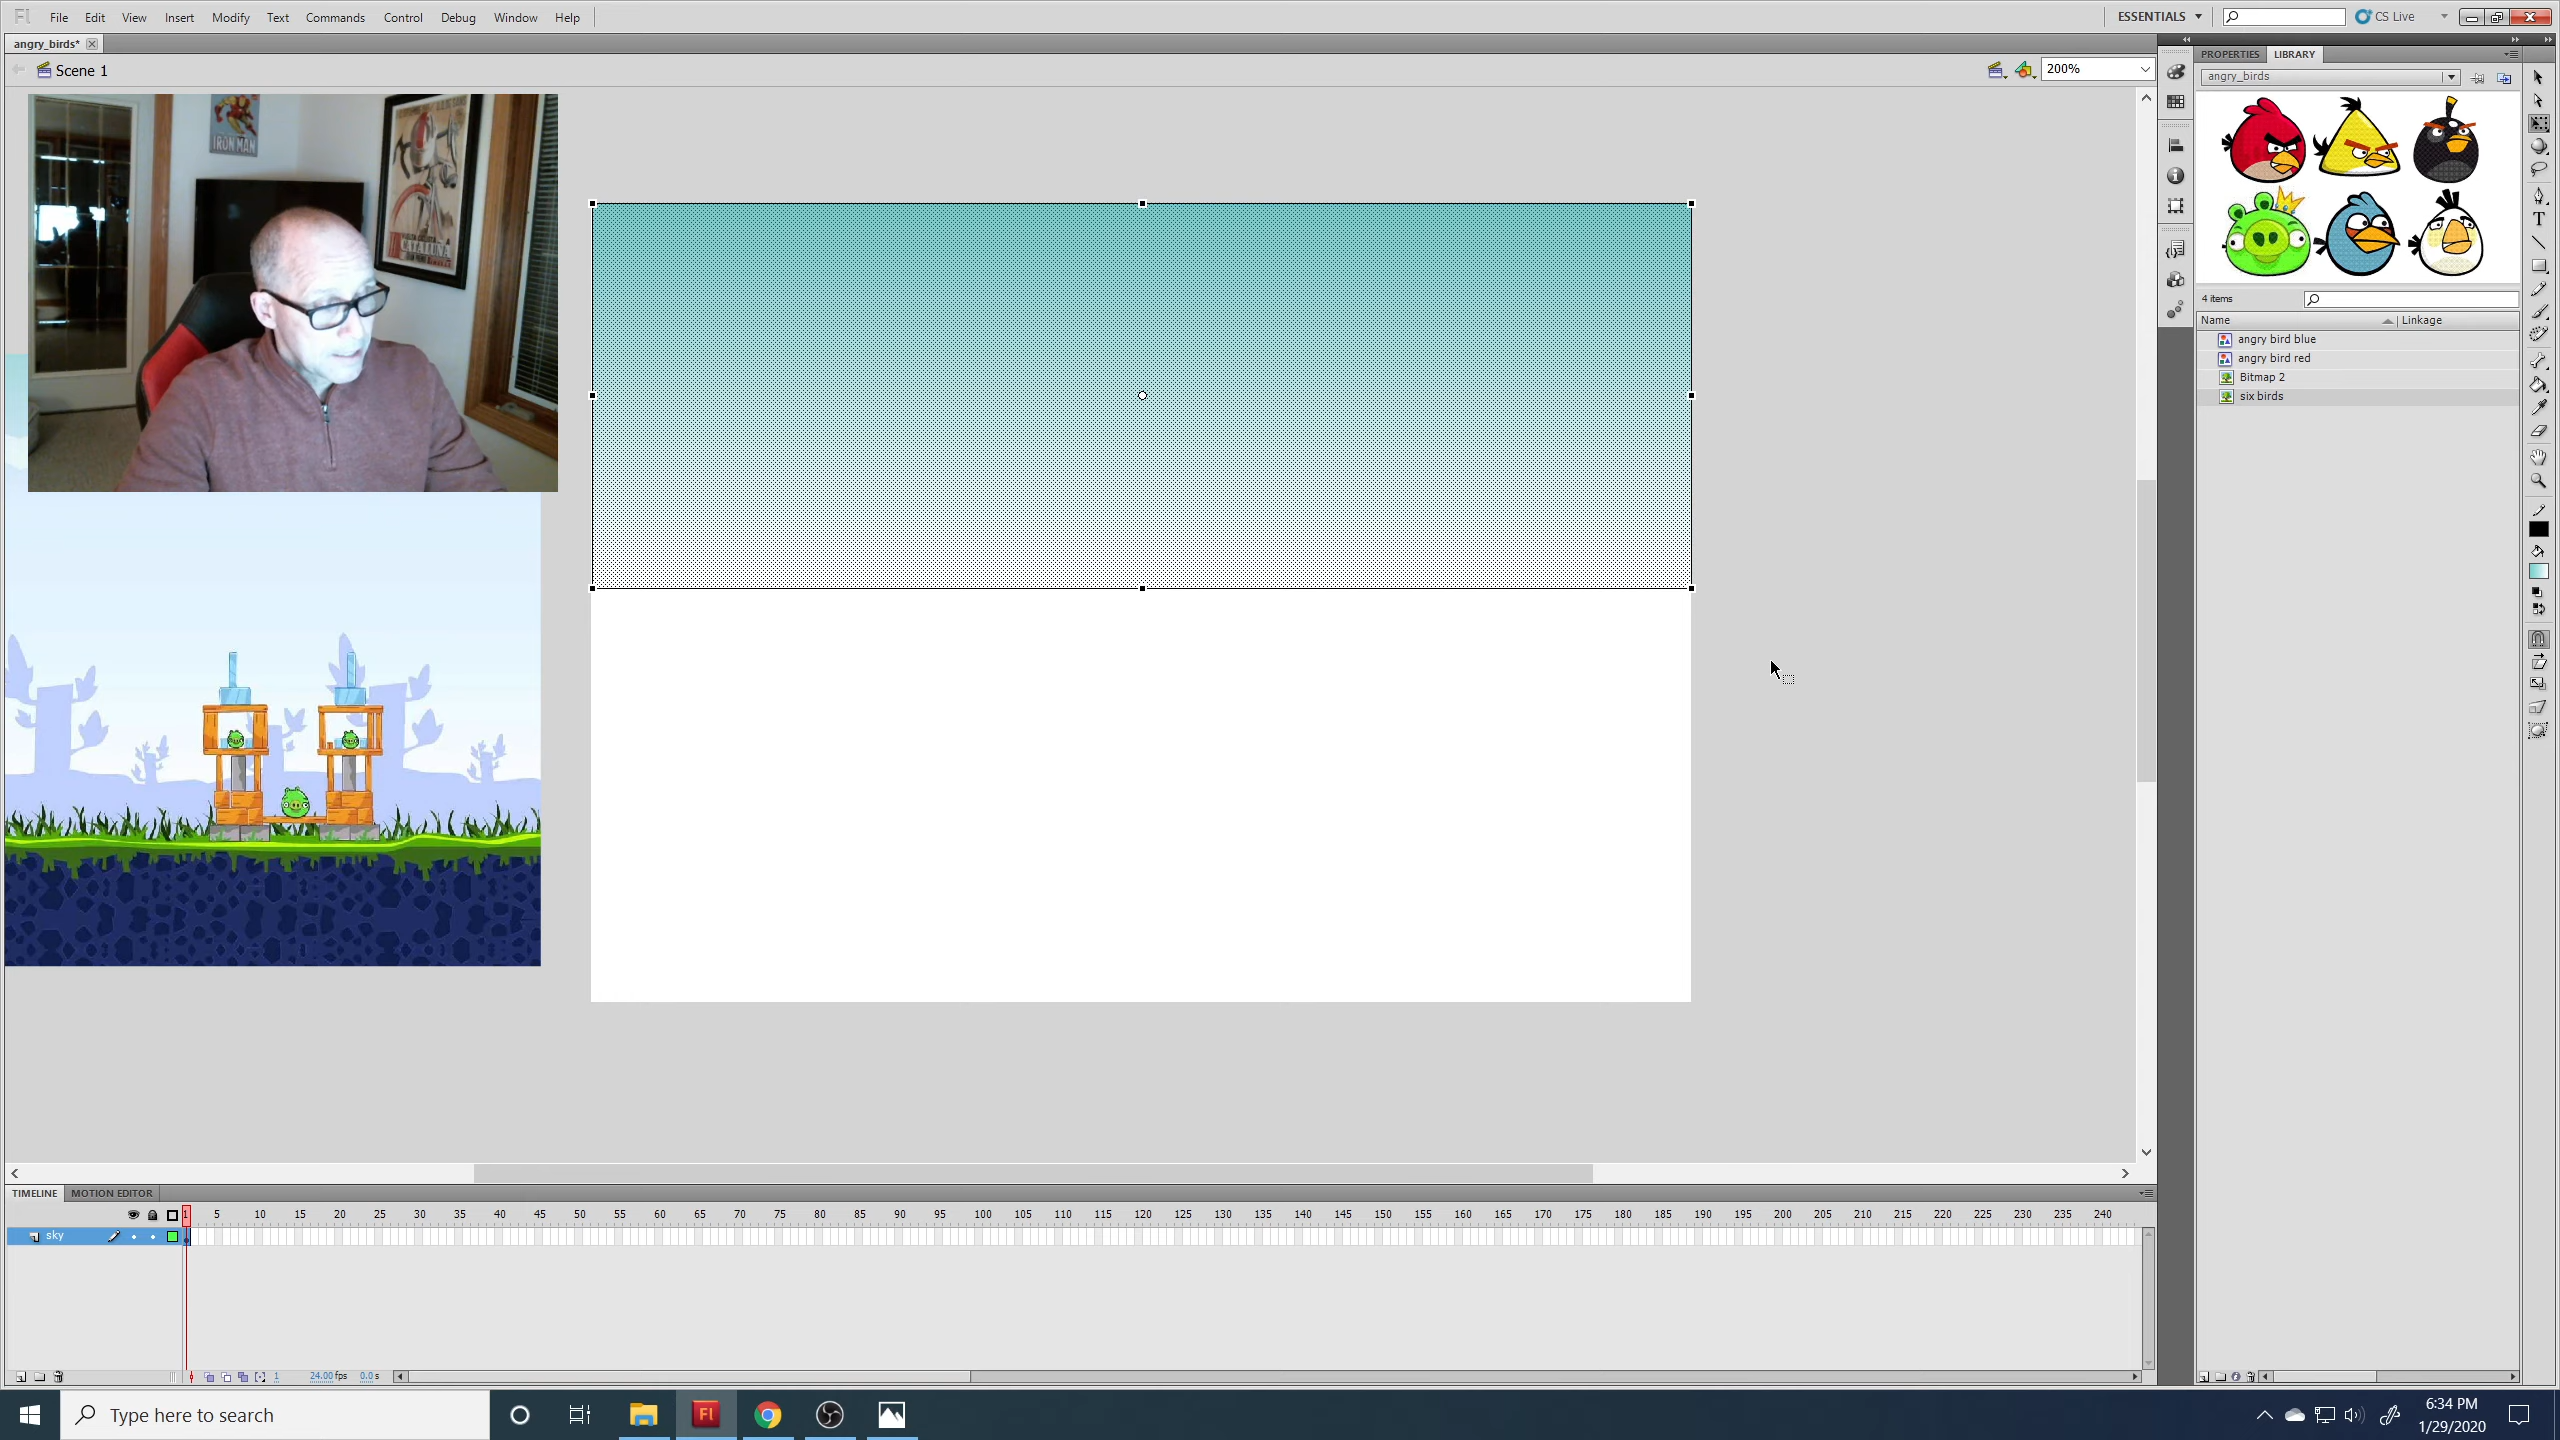 Fl File Edit View Insert Modify Text Commands Control Debug Window Help ESSENTIALS CS Live
angry_birds*
Scene 1 200%
PROPERTIES LIBRARY
angry_birds
IRON MAN
4 items
Name Linkage
angry bird blue
angry bird red
Bitmap 2
six birds
T
TIMELINE MOTION EDITOR
1 5 10 15 20 25 30 35 40 45 50 55 60 65 70 75 80 85 90 95 100 105 110 115 120 125 130 135 140 145 150 155 160 165 170 175 180 185 190 195 200 205 210 215 220 225 230 235 240
sky
1 24.00 fps 0.0 s
Type here to search
Fl
6:34 PM
1/29/2020